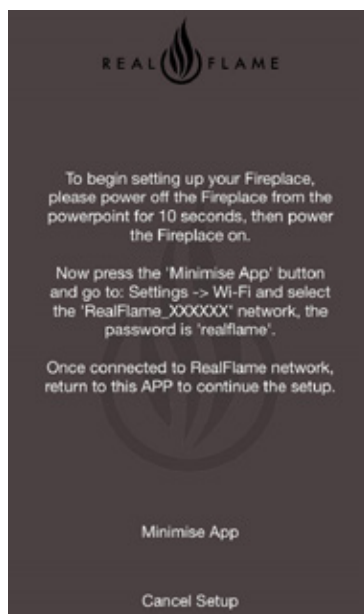 REAL FLAME
To begin setting up your Fireplace,
please power off the Fireplace from the
powerpoint for 10 seconds, then power
the Fireplace on.
Now press the 'Minimise App' button
and go to: Settings -> Wi-Fi and select
the 'RealFlame_XXXXXX' network, the
password is 'realflame'.
Once connected to RealFlame network,
return to this APP to continue the setup.
Minimise App
Cancel Setup